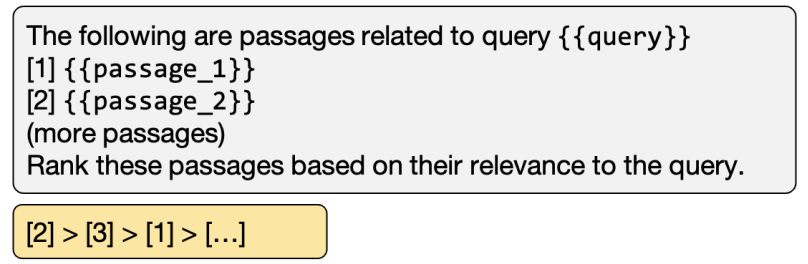 The following are passages related to query {{query}}
[1] {{passage_1}}
[2] {{passage_2}}
(more passages)
Rank these passages based on their relevance to the query.
[2] > [3] > [1] > [...]